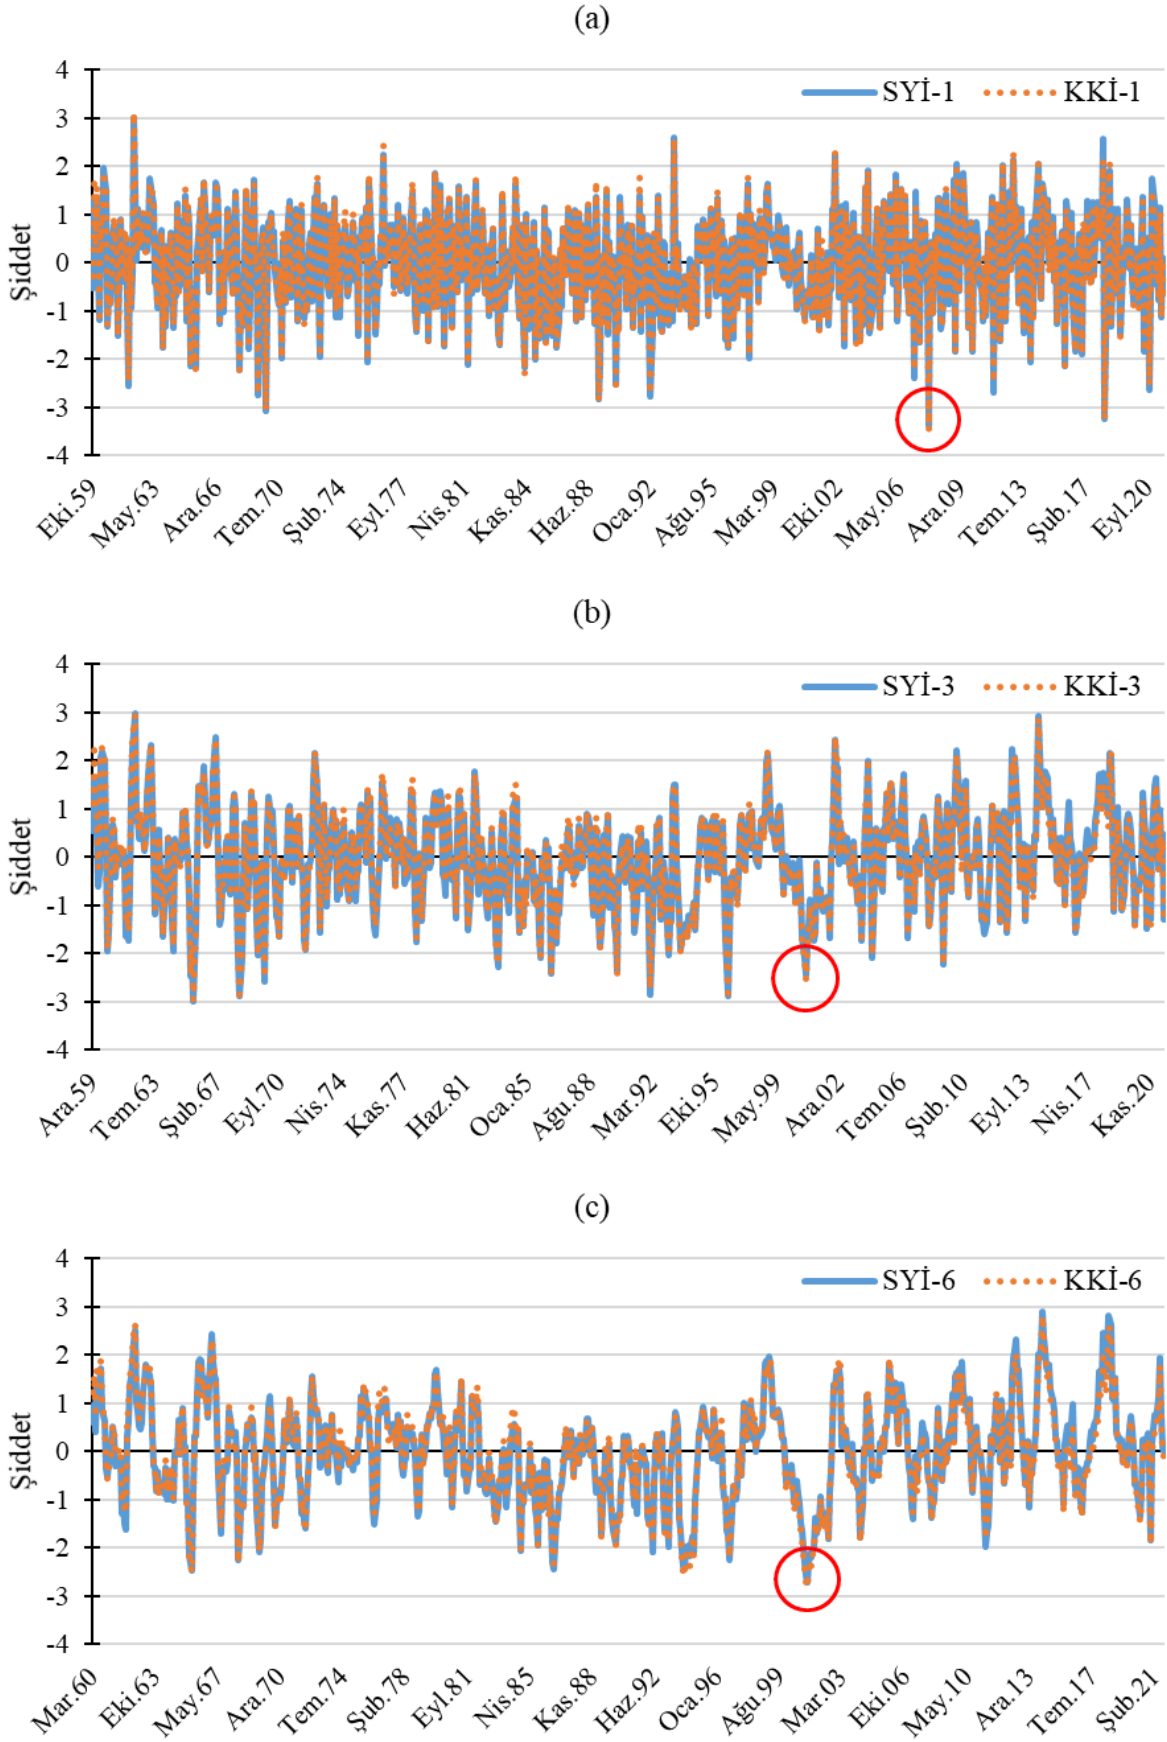 (a)
4
3
2
1
0
-1
-2
-3
-4
Şiddet
SYİ-1 KKİ-1
Eki.59 May.63 Ara.66 Tem.70 Şub.74 Eyl.77 Nis.81 Kas.84 Haz.88 Oca.92 Ağu.95 Mar.99 Eki.02 May.06 Ara.09 Tem.13 Şub.17 Eyl.20
(b)
4
3
2
1
0
-1
-2
-3
-4
Şiddet
SYİ-3 KKİ-3
Ara.59 Tem.63 Şub.67 Eyl.70 Nis.74 Kas.77 Haz.81 Oca.85 Ağu.88 Mar.92 Eki.95 May.99 Ara.02 Tem.06 Şub.10 Eyl.13 Nis.17 Kas.20
(c)
4
3
2
1
0
-1
-2
-3
-4
Şiddet
SYİ-6 KKİ-6
Mar.60 Eki.63 May.67 Ara.70 Tem.74 Şub.78 Eyl.81 Nis.85 Kas.88 Haz.92 Oca.96 Ağu.99 Mar.03 Eki.06 May.10 Ara.13 Tem.17 Şub.21